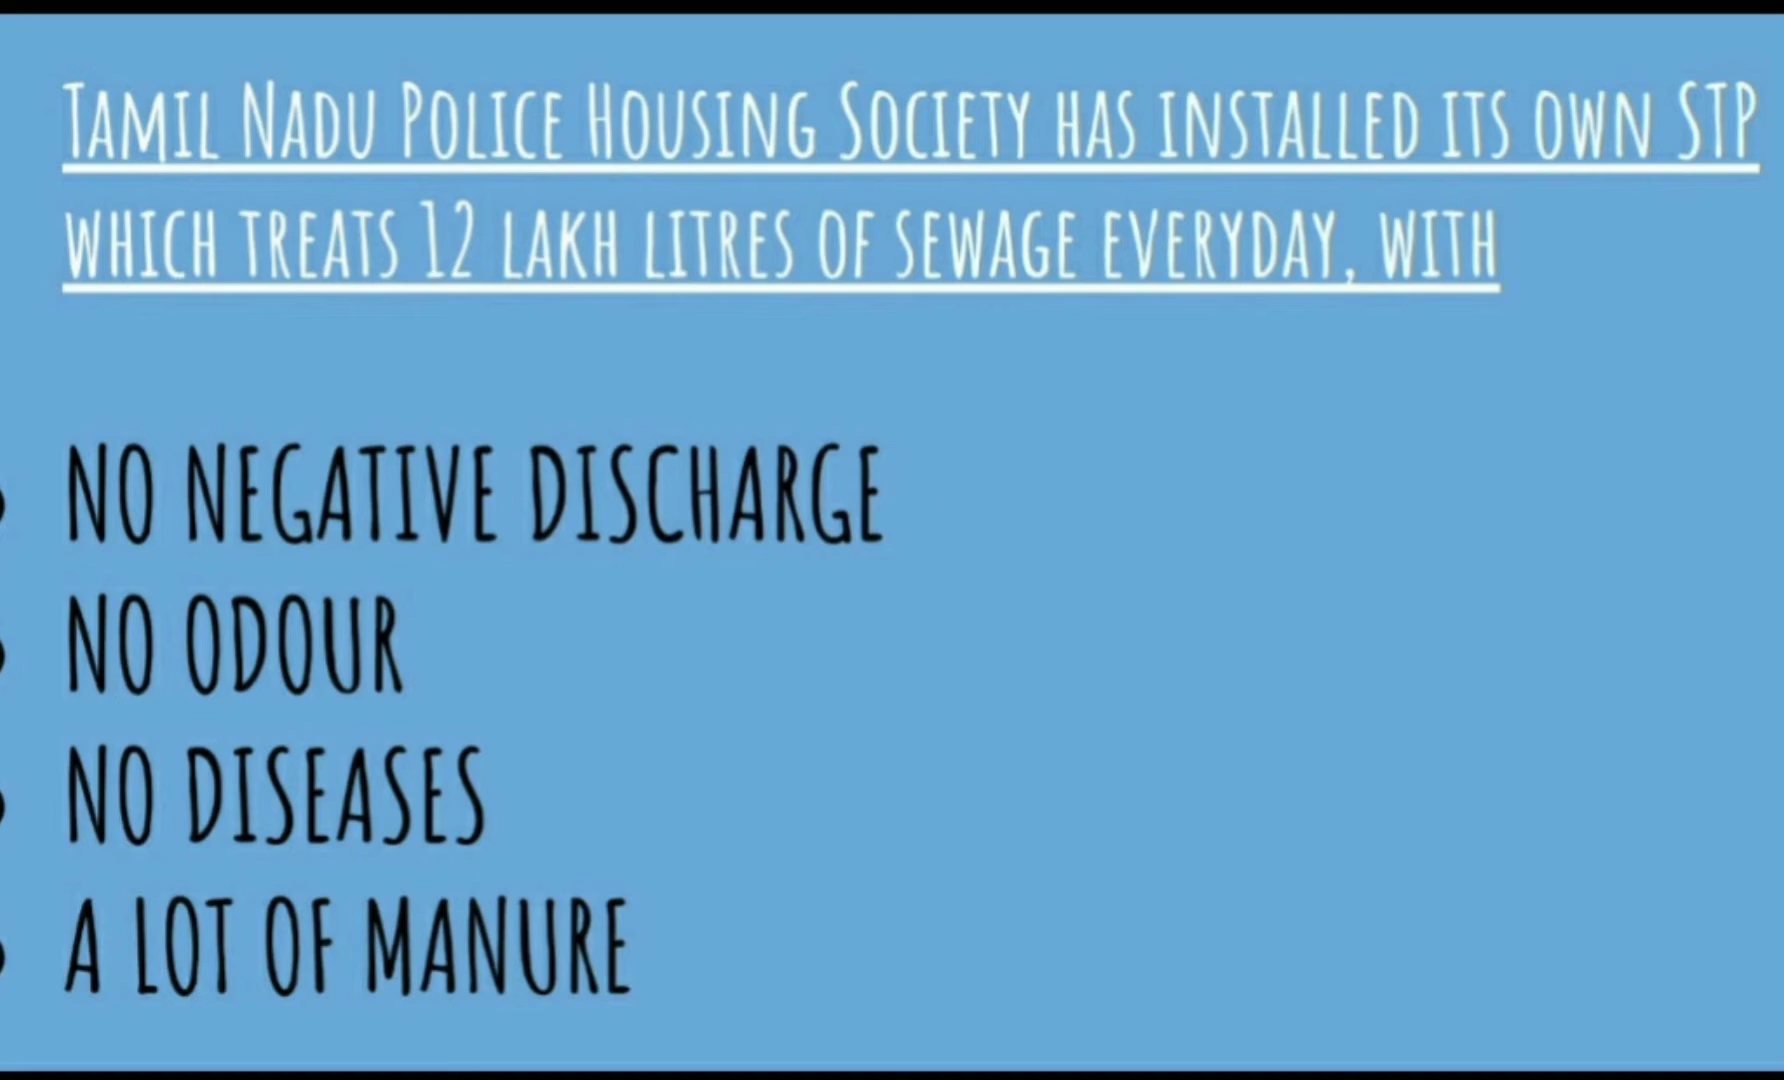 Tamil Nadu Police Housing Society has installed its own STP
which treats 12 lakh litres of sewage everyday, with
NO NEGATIVE DISCHARGE
NO ODOUR
NO DISEASES
A LOT OF MANURE